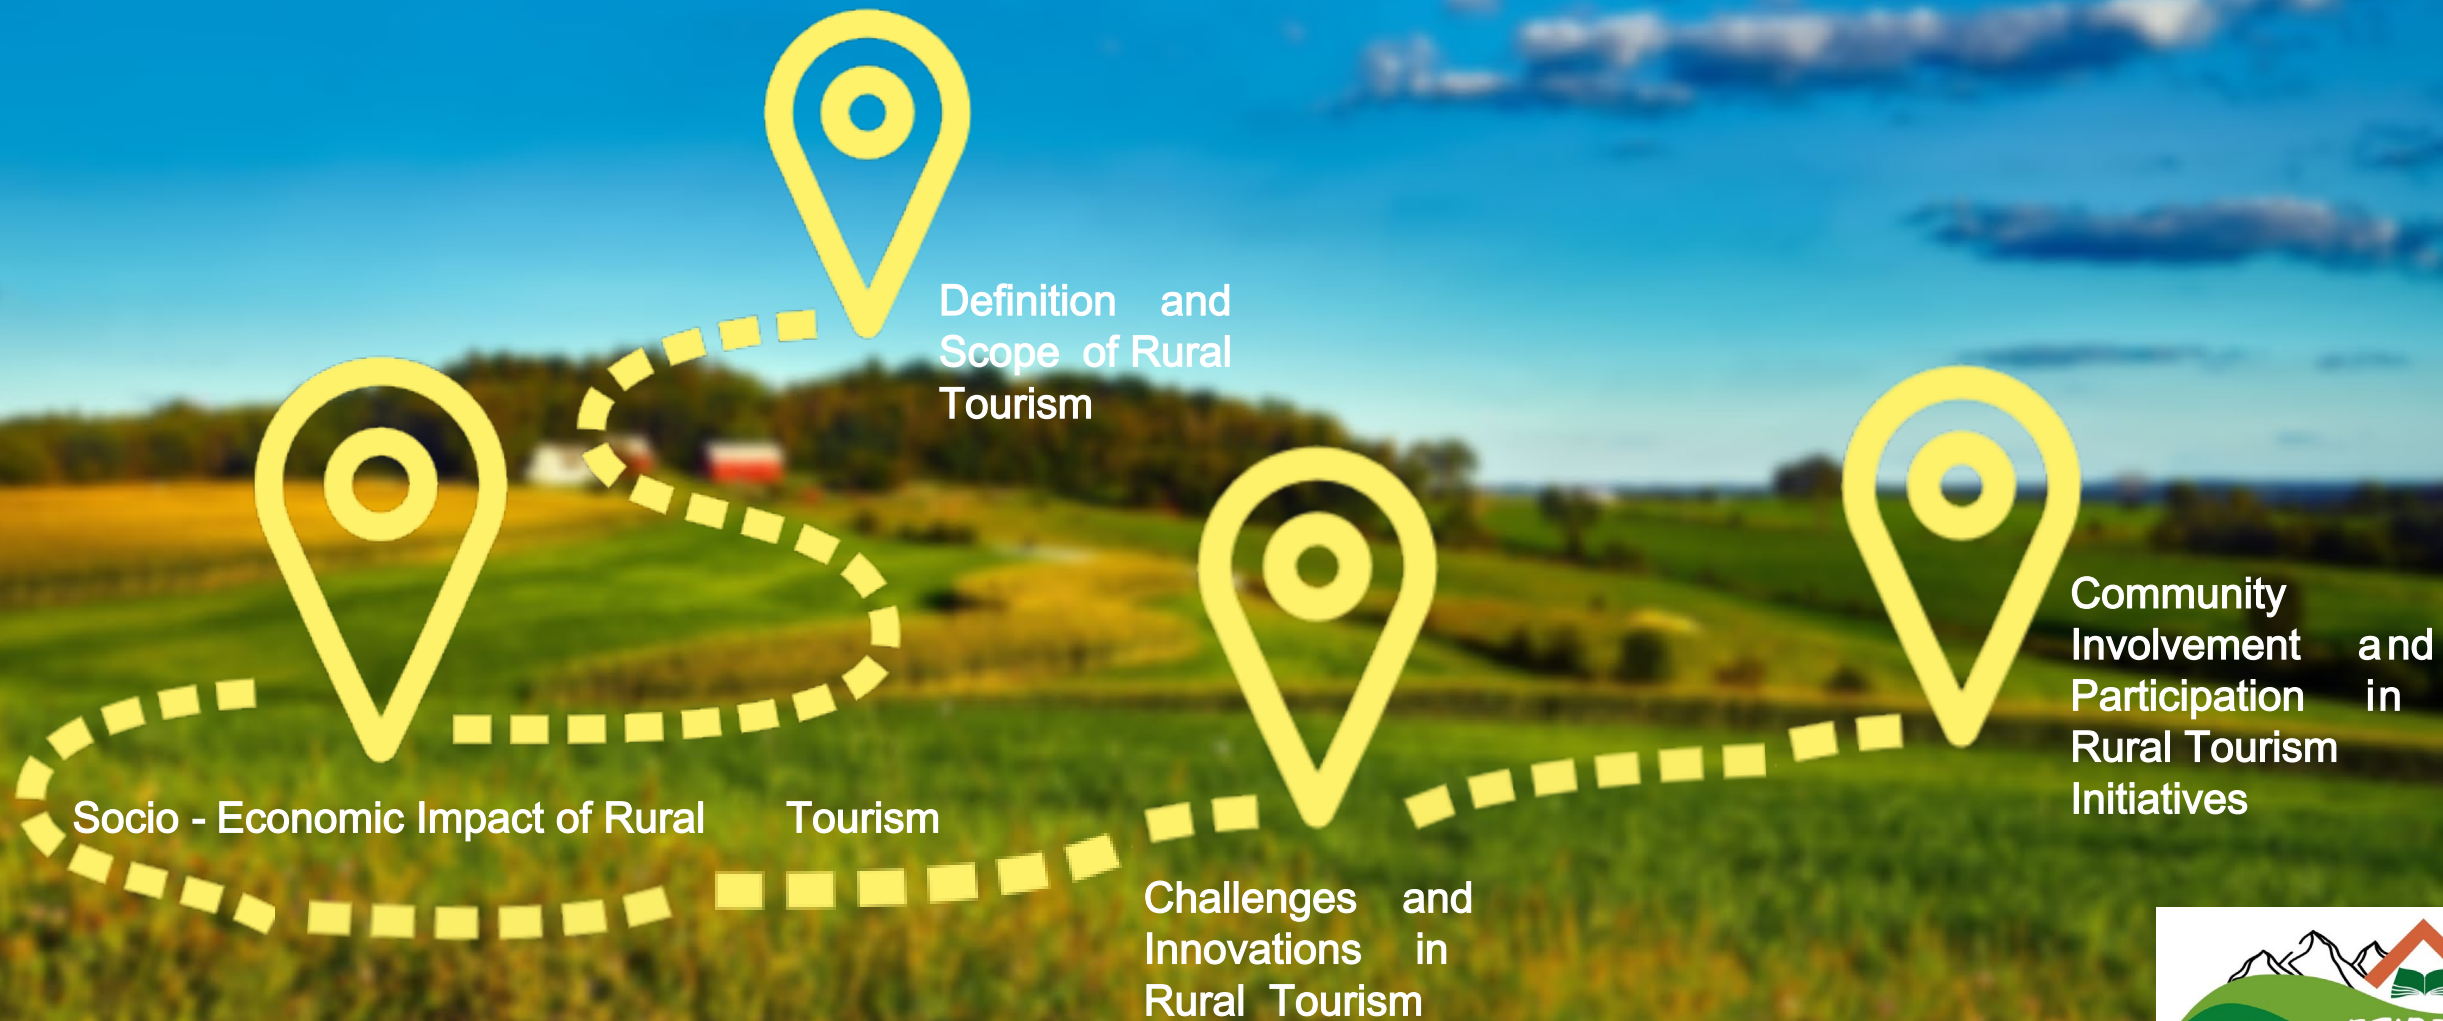 Definition and
Scope of Rural
Tourism
Socio - Economic Impact of Rural Tourism
Challenges and
Innovations in
Rural Tourism
Community
Involvement and
Participation in
Rural Tourism
Initiatives